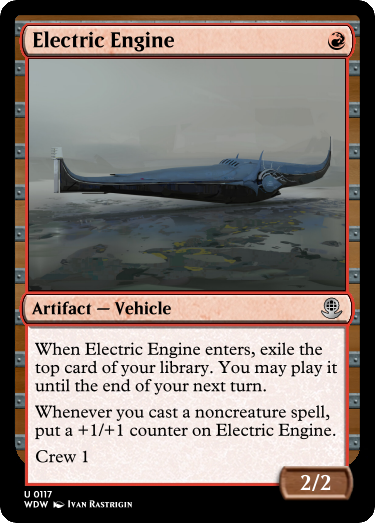 Electric Engine
Artifact — Vehicle
When Electric Engine enters, exile the
top card of your library. You may play it
until the end of your next turn.
Whenever you cast a noncreature spell,
put a +1/+1 counter on Electric Engine.
Crew 1
2/2
U 0117
WDW Ivan Rastrigin